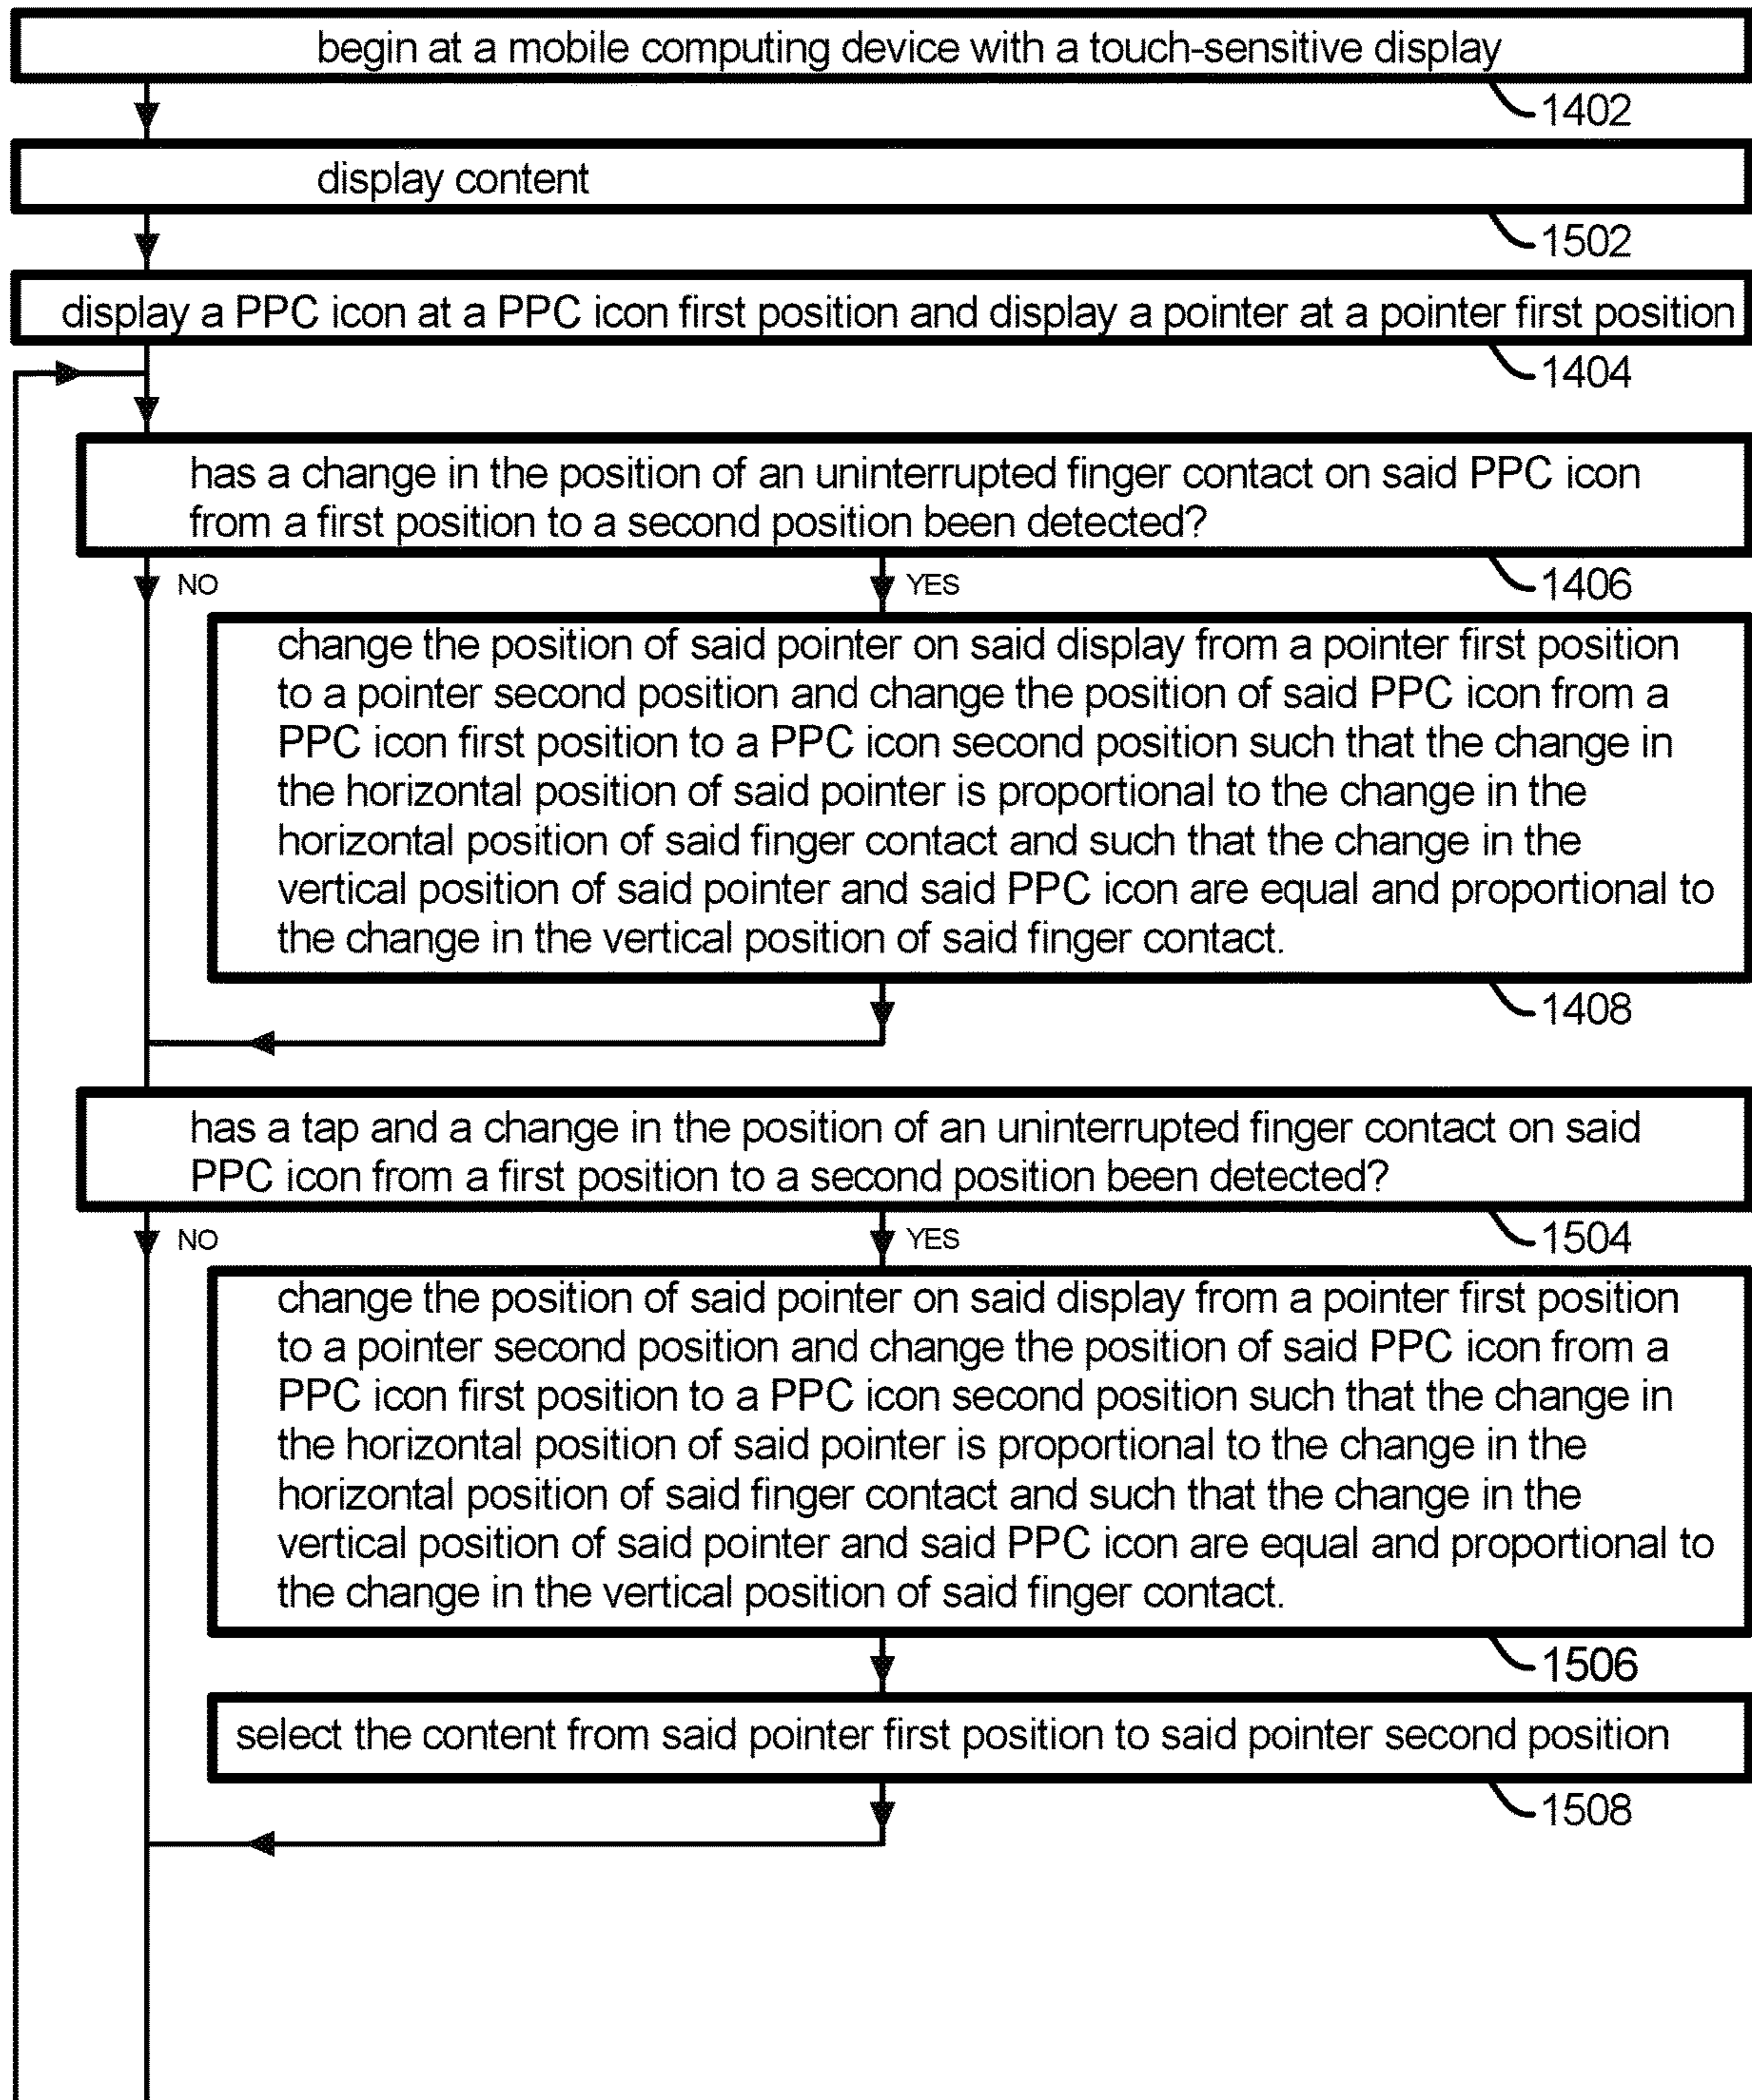 begin at a mobile computing device with a touch-sensitive display
1402
display content
1502
display a PPC icon at a PPC icon first position and display a pointer at a pointer first position
1404
has a change in the position of an uninterrupted finger contact on said PPC icon
from a first position to a second position been detected?
1406
NO
YES
change the position of said pointer on said display from a pointer first position
to a pointer second position and change the position of said PPC icon from a
PPC icon first position to a PPC icon second position such that the change in
the horizontal position of said pointer is proportional to the change in the
horizontal position of said finger contact and such that the change in the
vertical position of said pointer and said PPC icon are equal and proportional to
the change in the vertical position of said finger contact.
1408
has a tap and a change in the position of an uninterrupted finger contact on said
PPC icon from a first position to a second position been detected?
1504
NO
YES
change the position of said pointer on said display from a pointer first position
to a pointer second position and change the position of said PPC icon from a
PPC icon first position to a PPC icon second position such that the change in
the horizontal position of said pointer is proportional to the change in the
horizontal position of said finger contact and such that the change in the
vertical position of said pointer and said PPC icon are equal and proportional to
the change in the vertical position of said finger contact.
1506
select the content from said pointer first position to said pointer second position
1508